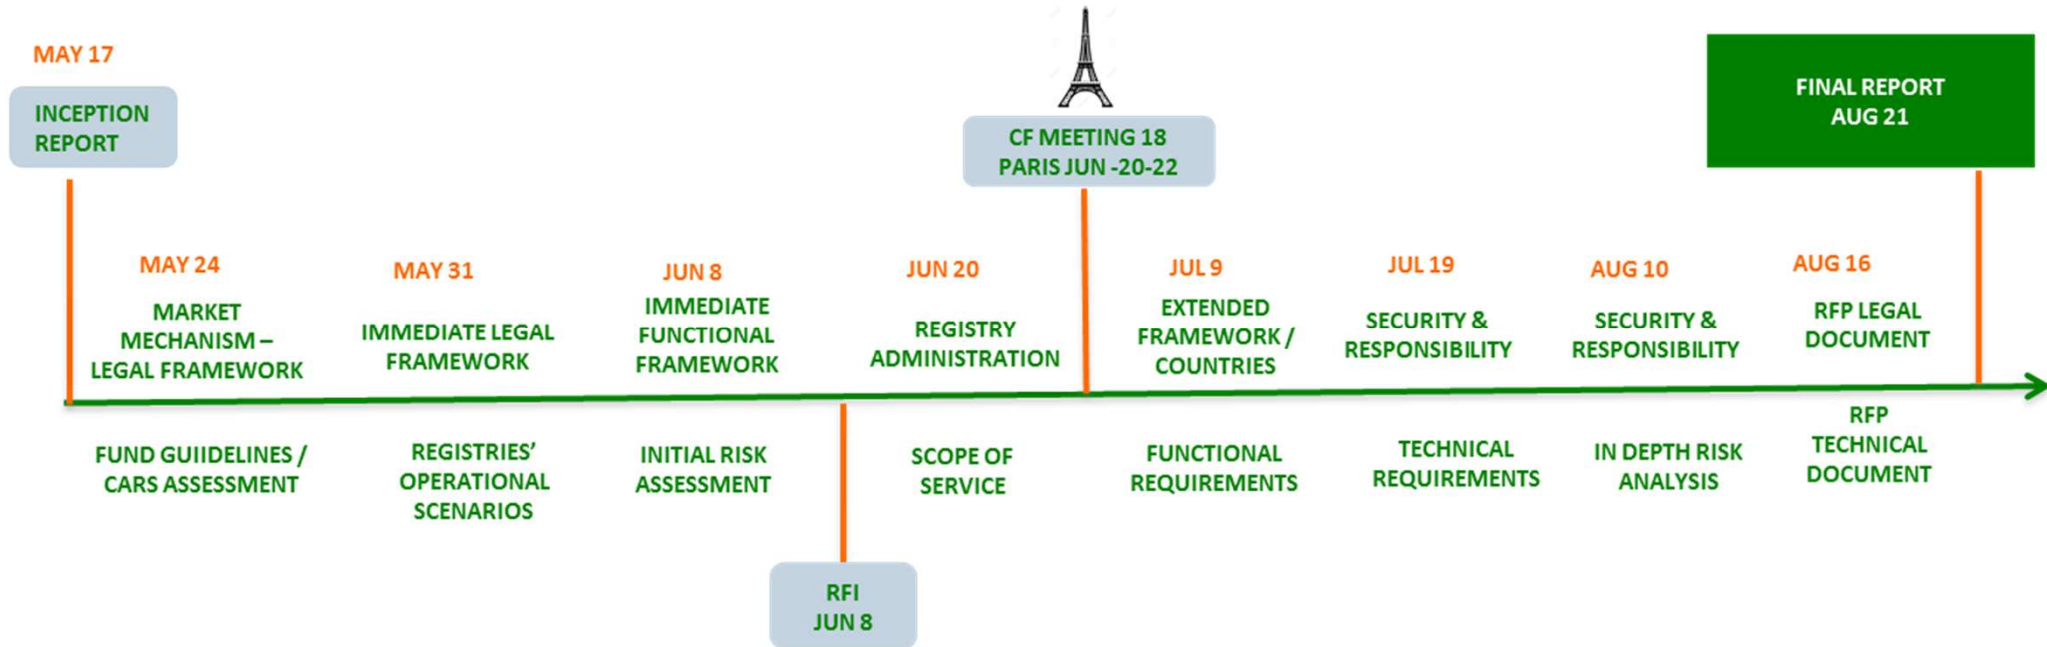 MAY 17
INCEPTION
REPORT
CF MEETING 18
PARIS JUN -20-22
FINAL REPORT
AUG 21
MAY 24
MARKET
MECHANISM –
LEGAL FRAMEWORK
MAY 31
IMMEDIATE LEGAL
FRAMEWORK
JUN 8
IMMEDIATE
FUNCTIONAL
FRAMEWORK
JUN 20
REGISTRY
ADMINISTRATION
JUL 9
EXTENDED
FRAMEWORK /
COUNTRIES
JUL 19
SECURITY &
RESPONSIBILITY
AUG 10
SECURITY &
RESPONSIBILITY
AUG 16
RFP LEGAL
DOCUMENT
FUND GUIIDELINES /
CARS ASSESSMENT
REGISTRIES’
OPERATIONAL
SCENARIOS
INITIAL RISK
ASSESSMENT
SCOPE OF
SERVICE
FUNCTIONAL
REQUIREMENTS
TECHNICAL
REQUIREMENTS
IN DEPTH RISK
ANALYSIS
RFP
TECHNICAL
DOCUMENT
RFI
JUN 8